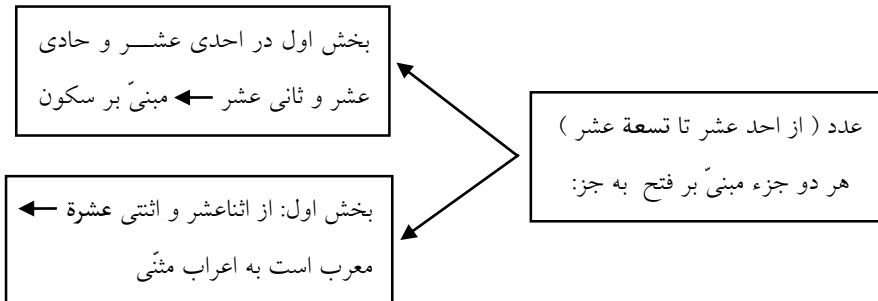 عدد ( از احد عشر تا تسعة عشر )
هر دو جزء مبنیّ بر فتح به جز:
بخش اول در احدی عشـــر و حادی
عشر و ثانی عشر ← مبنیّ بر سکون
بخش اول: از اثناعشر و اثنتی عشرة ←
معرب است به اعراب مثنّی